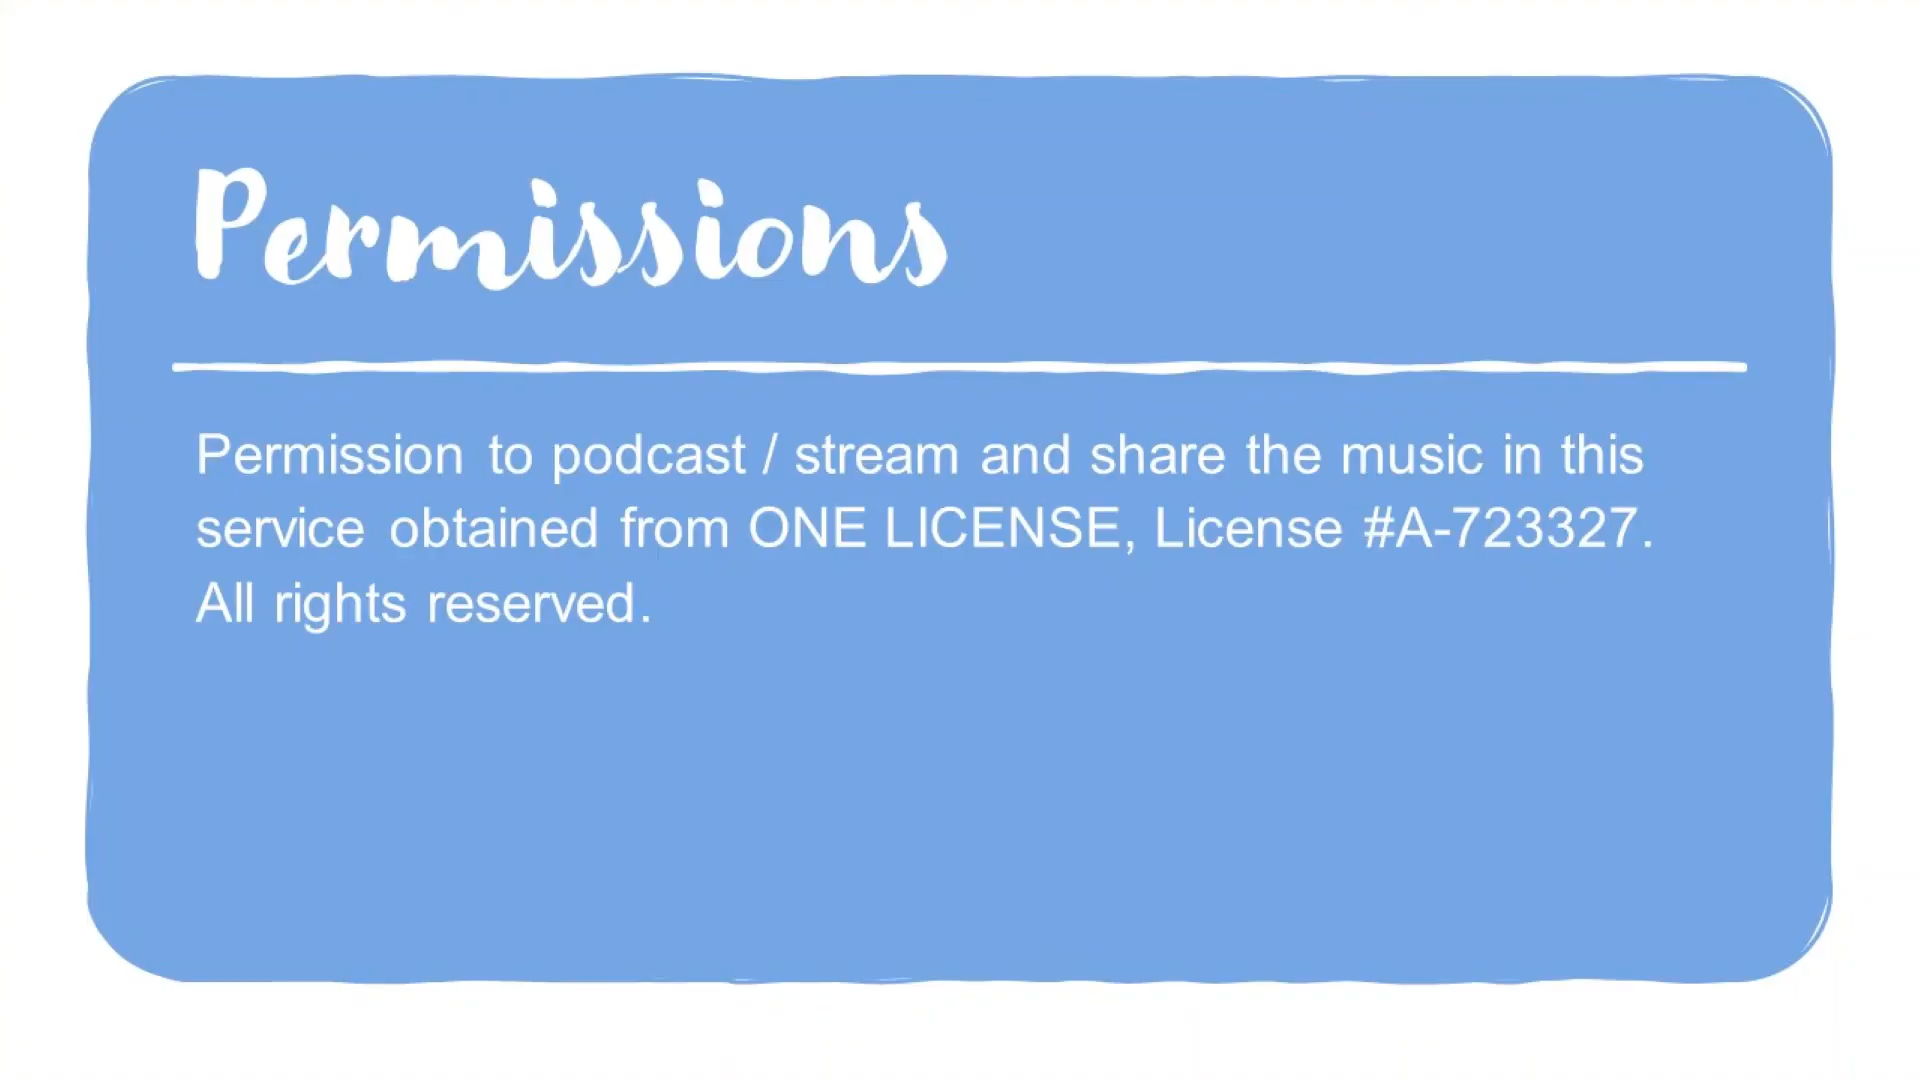 Permissions
Permission to podcast / stream and share the music in this
service obtained from ONE LICENSE, License #A-723327.
All rights reserved.